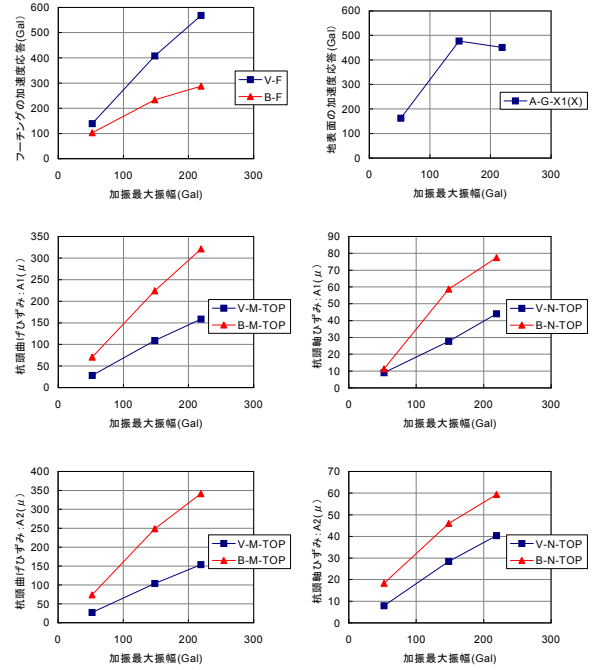 フーチングの加速度応答(Gal)
600
500
400
300
200
100
0
0 100 200 300
加振最大振幅(Gal)
V-F
B-F
地表面の加速度応答(Gal)
600
500
400
300
200
100
0
0 100 200 300
加振最大振幅(Gal)
A-G-X1(X)
杭頭曲げひずみ:A1(μ)
350
300
250
200
150
100
50
0
0 100 200 300
加振最大振幅(Gal)
V-M-TOP
B-M-TOP
杭頭軸ひずみ:A1(μ)
90
80
70
60
50
40
30
20
10
0
0 100 200 300
加振最大振幅(Gal)
V-N-TOP
B-N-TOP
杭頭曲げひずみ:A2(μ)
400
350
300
250
200
150
100
50
0
0 100 200 300
加振最大振幅(Gal)
V-M-TOP
B-M-TOP
杭頭軸ひずみ:A2(μ)
70
60
50
40
30
20
10
0
0 100 200 300
加振最大振幅(Gal)
V-N-TOP
B-N-TOP